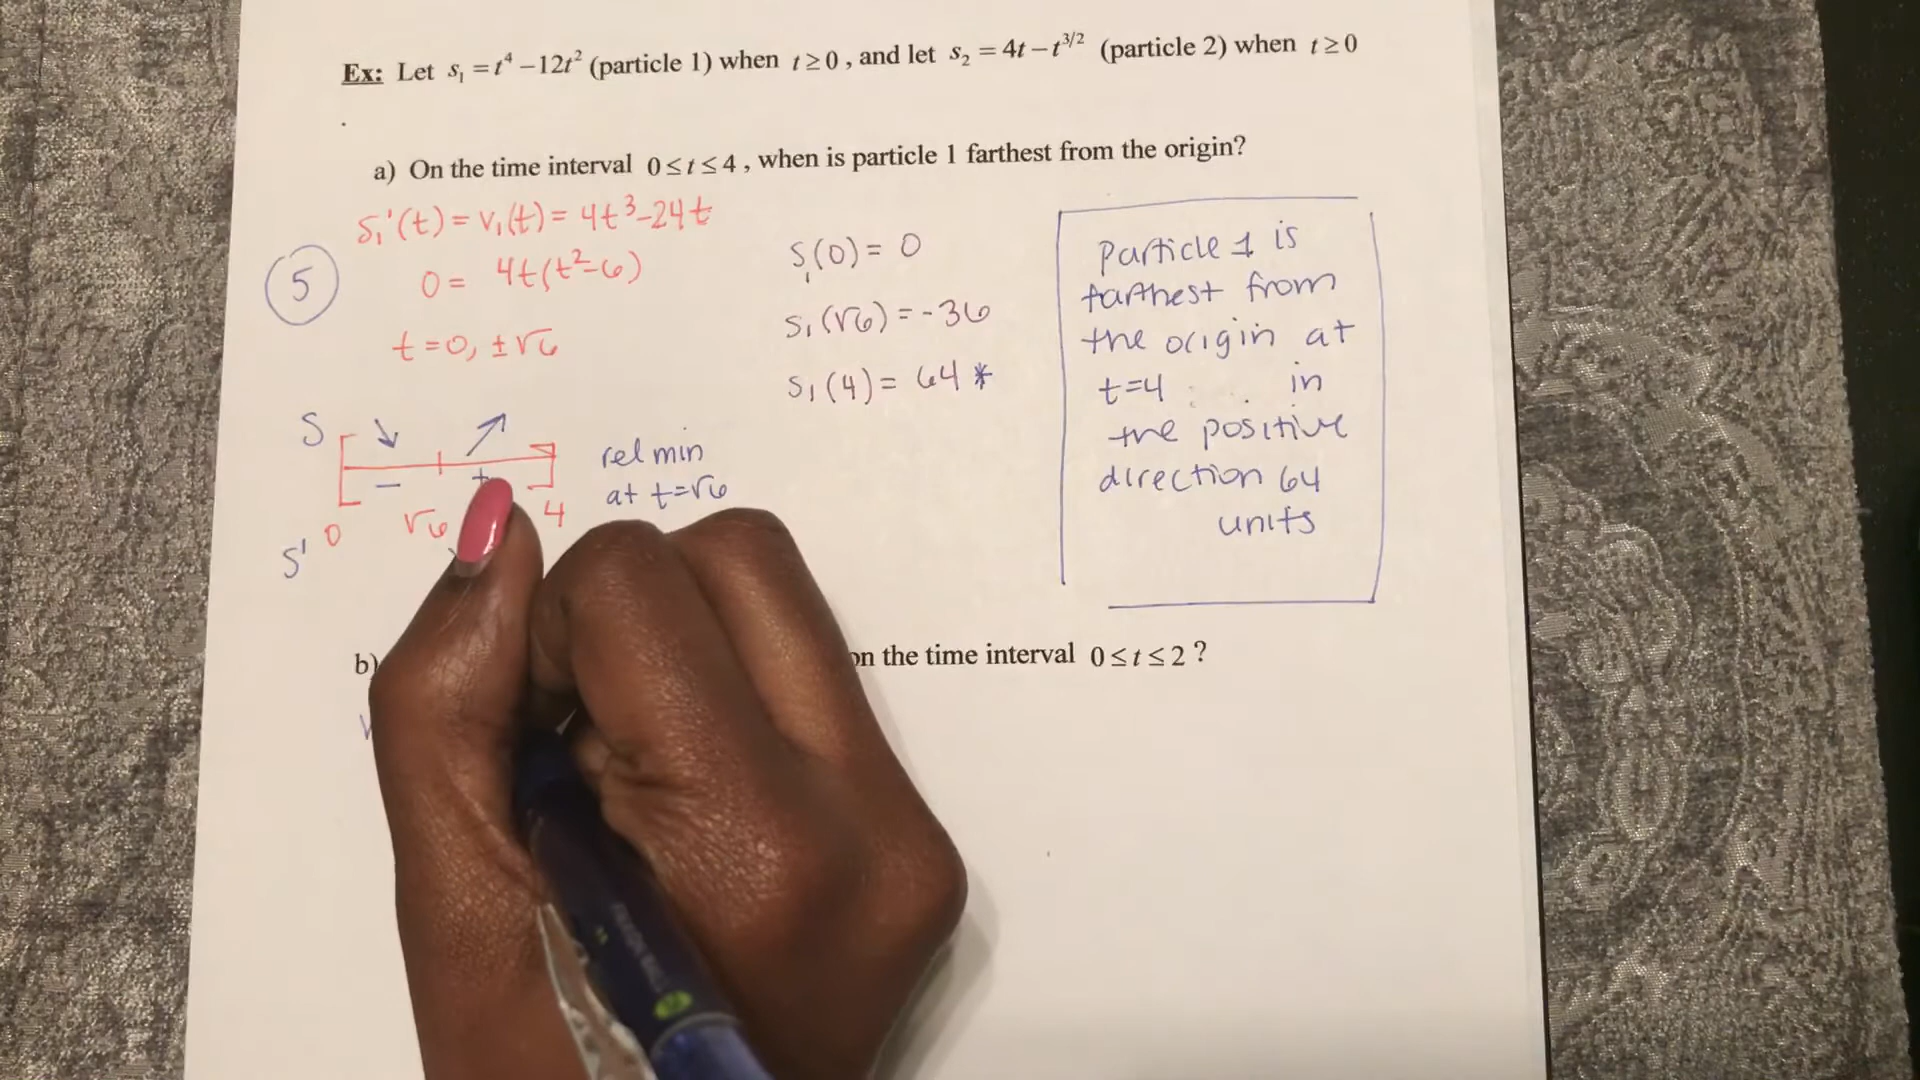 Ex: Let s₁ = t⁴ − 12t² (particle 1) when t ≥ 0, and let s₂ = 4t − t^{3/2} (particle 2) when t ≥ 0
.
a) On the time interval 0 ≤ t ≤ 4, when is particle 1 farthest from the origin?
s₁'(t) = v₁(t) = 4t³ − 24t
5
0 = 4t(t² − 6)
t = 0, ±√6
S
− +
0 √6 4
S'
rel min
at t = √6
s₁(0) = 0
s₁(√6) = −36
s₁(4) = 64 *
Particle 1 is
farthest from
the origin at
t=4 in
the positive
direction 64
units
b) on the time interval 0 ≤ t ≤ 2 ?